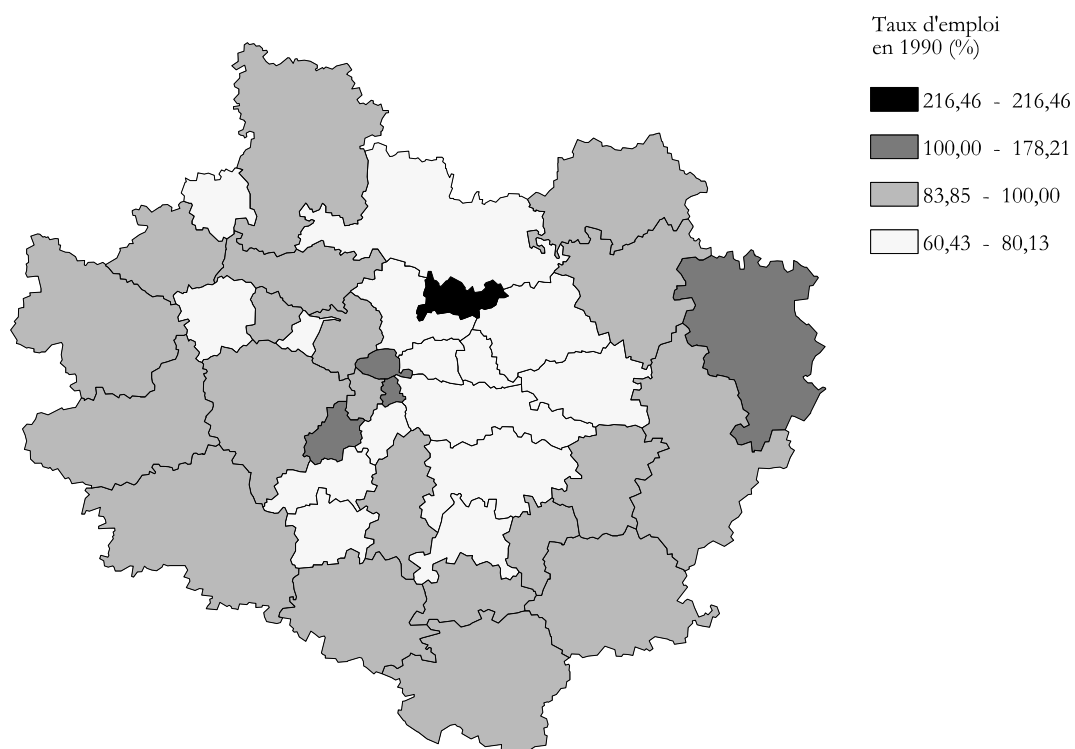 Taux d'emploi
en 1990 (%)
216,46 - 216,46
100,00 - 178,21
83,85 - 100,00
60,43 - 80,13